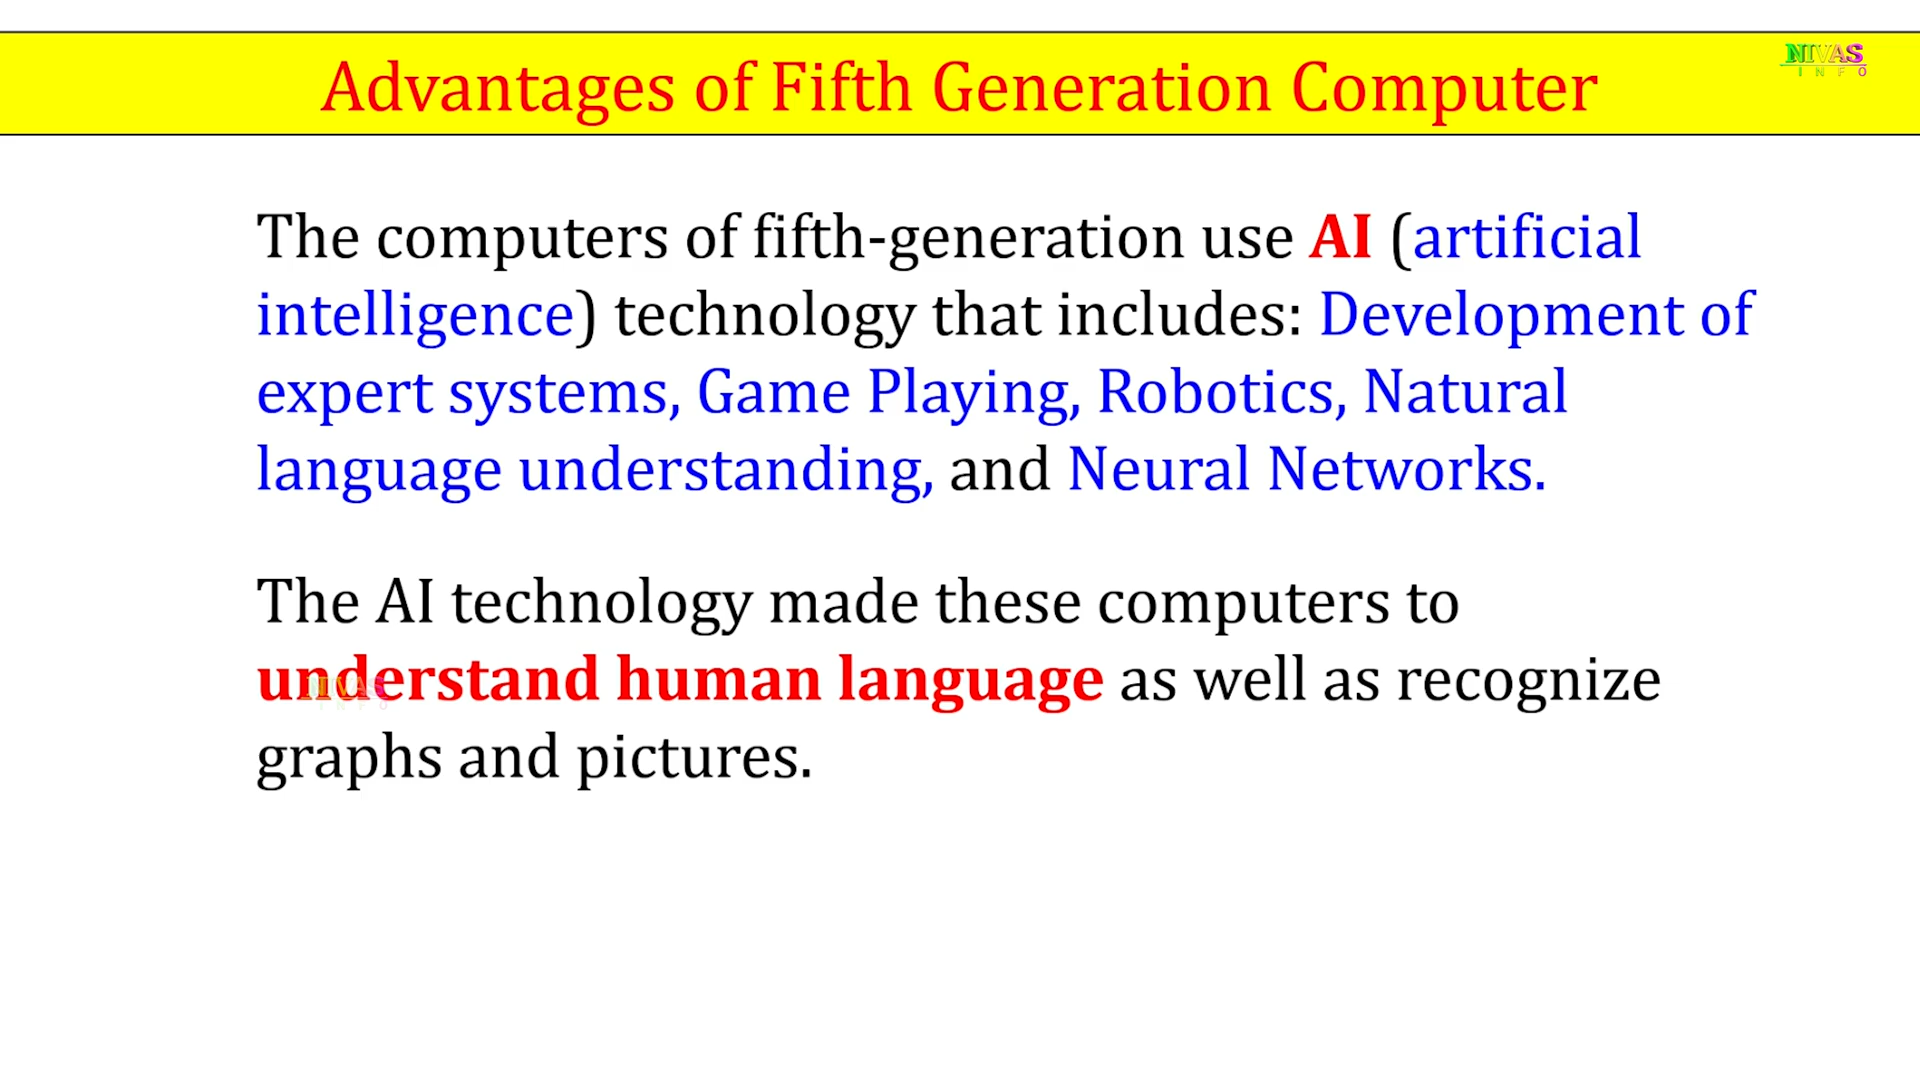 Advantages of Fifth Generation Computer
NIVAS
INFO
The computers of fifth-generation use AI (artificial
intelligence) technology that includes: Development of
expert systems, Game Playing, Robotics, Natural
language understanding, and Neural Networks.
The AI technology made these computers to
understand human language as well as recognize
NIVAS
INFO
graphs and pictures.